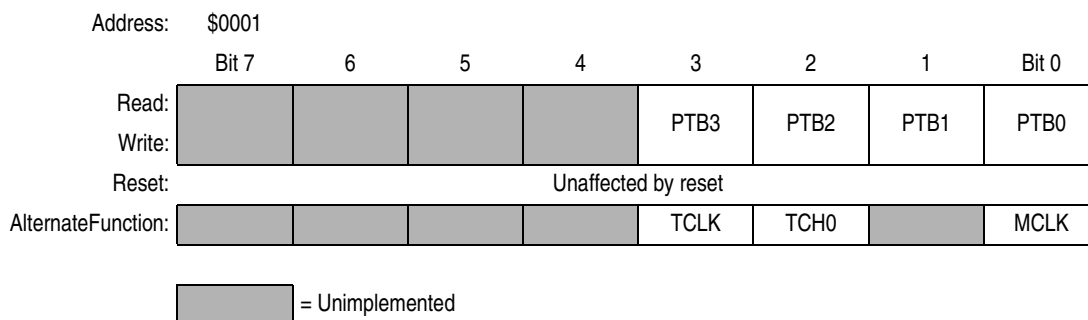 Address: $0001
Bit 7 6 5 4 3 2 1 Bit 0
Read:
Write:
PTB3 PTB2 PTB1 PTB0
Reset: Unaffected by reset
AlternateFunction: TCLK TCH0 MCLK
= Unimplemented